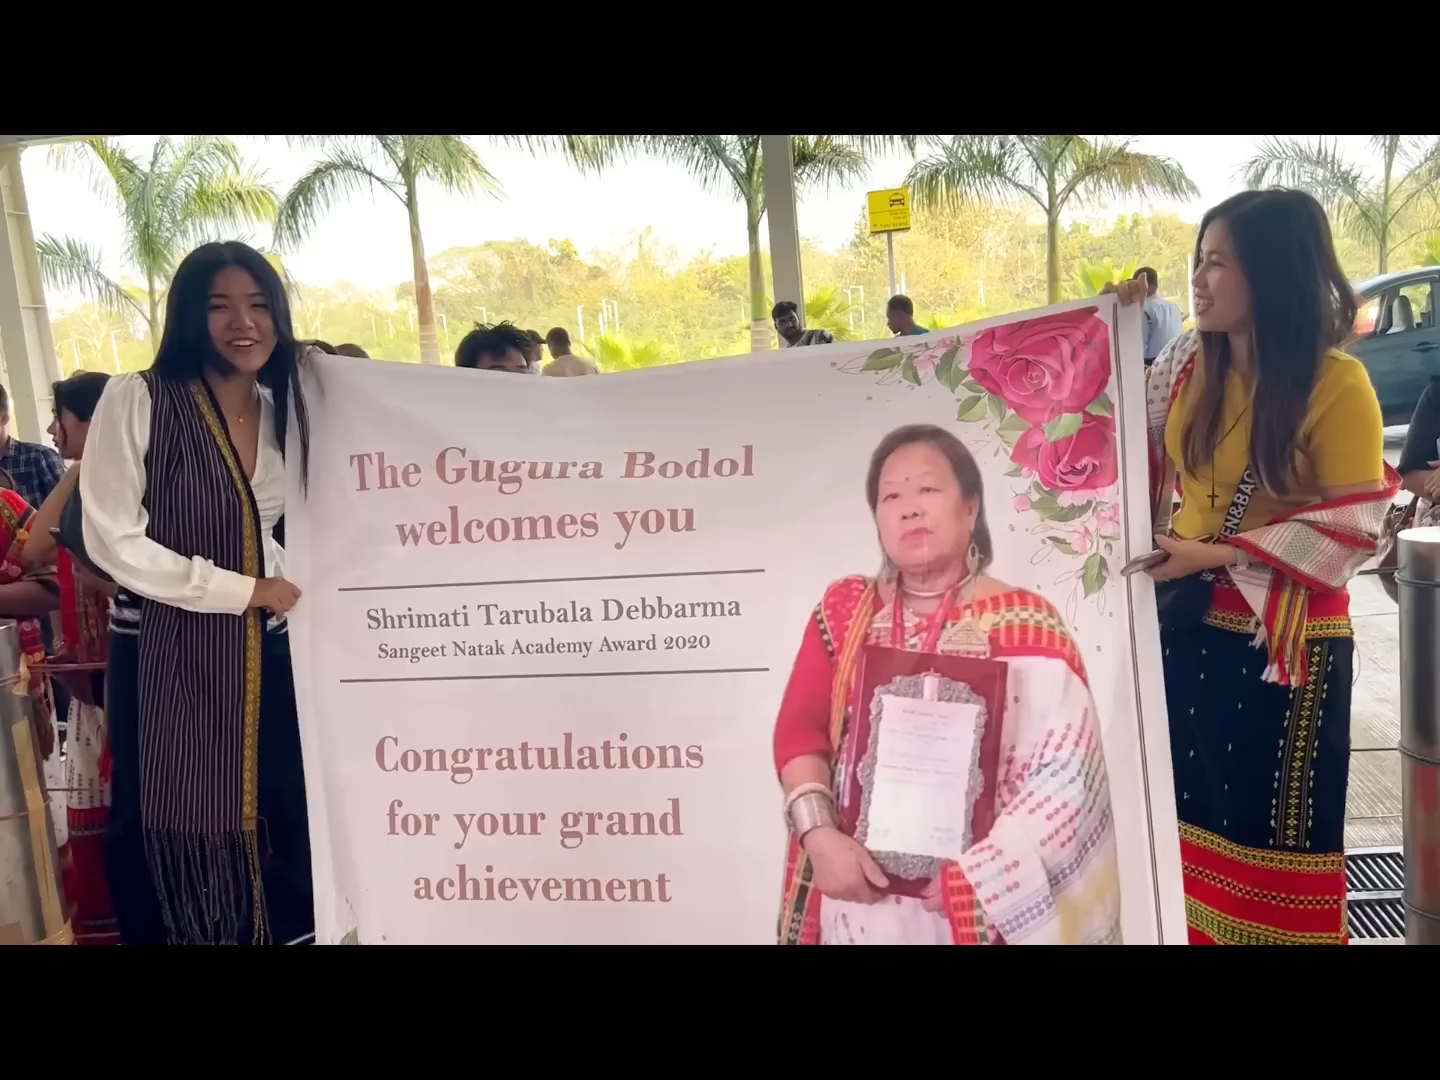 The Gugura Bodol
welcomes you
Shrimati Tarubala Debbarma
Sangeet Natak Academy Award 2020
Congratulations
for your grand
achievement